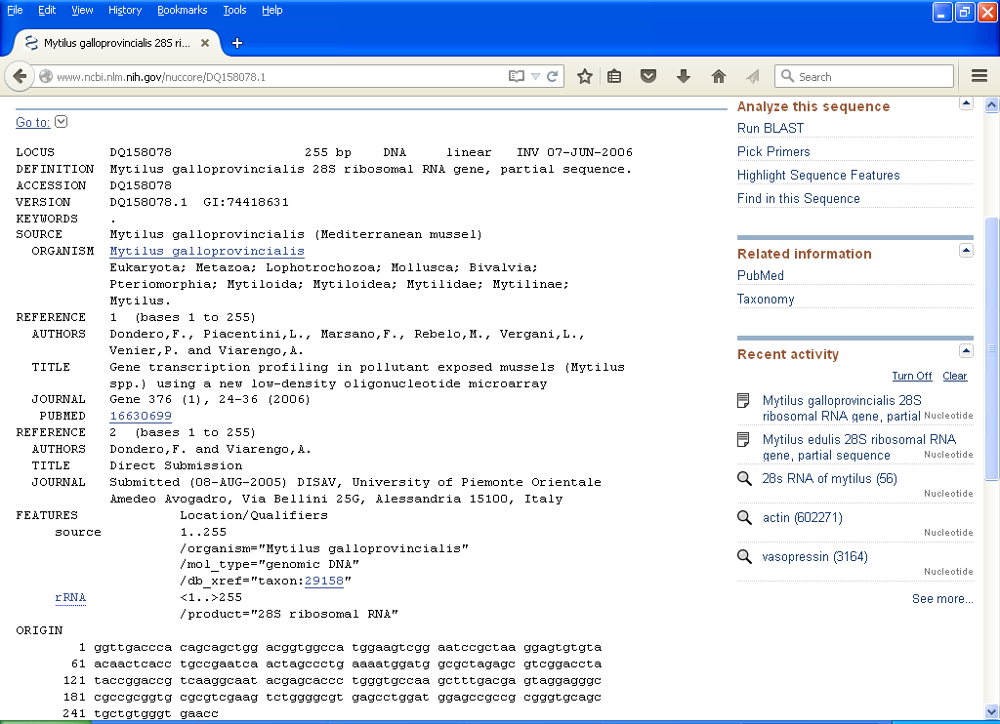 File Edit View History Bookmarks Tools Help
Mytilus galloprovincialis 28S ri...
www.ncbi.nlm.nih.gov/nuccore/DQ158078.1
Search
Go to:
LOCUS DQ158078 255 bp DNA linear INV 07-JUN-2006
DEFINITION Mytilus galloprovincialis 28S ribosomal RNA gene, partial sequence.
ACCESSION DQ158078
VERSION DQ158078.1 GI:74418631
KEYWORDS .
SOURCE Mytilus galloprovincialis (Mediterranean mussel)
ORGANISM Mytilus galloprovincialis
Eukaryota; Metazoa; Lophotrochozoa; Mollusca; Bivalvia;
Pteriomorphia; Mytiloida; Mytiloidea; Mytilidae; Mytilinae;
Mytilus.
REFERENCE 1 (bases 1 to 255)
AUTHORS Dondero,F., Piacentini,L., Marsano,F., Rebelo,M., Vergani,L.,
Venier,P. and Viarengo,A.
TITLE Gene transcription profiling in pollutant exposed mussels (Mytilus
spp.) using a new low-density oligonucleotide microarray
JOURNAL Gene 376 (1), 24-36 (2006)
PUBMED 16630699
REFERENCE 2 (bases 1 to 255)
AUTHORS Dondero,F. and Viarengo,A.
TITLE Direct Submission
JOURNAL Submitted (08-AUG-2005) DISAV, University of Piemonte Orientale
Amedeo Avogadro, Via Bellini 25G, Alessandria 15100, Italy
FEATURES Location/Qualifiers
source 1..255
/organism="Mytilus galloprovincialis"
/mol_type="genomic DNA"
/db_xref="taxon:29158"
rRNA <1..>255
/product="28S ribosomal RNA"
ORIGIN
1 ggttgaccca cagcagctgg acggtggcca tggaagtcgg aatccgctaa ggagtgtgta
61 acaactcacc tgccgaatca actagccctg aaaatggatg gcgctagagc gtcggaccta
121 taccggaccg tcaaggcaat acgagcaccc tgggtgccaa gctttgacga gtaggagggc
181 cgccgcggtg cgcgtcgaag tctggggcgt gagcctggat ggagccgccg cgggtgcagc
241 tgctgtgggt gaacc
Analyze this sequence
Run BLAST
Pick Primers
Highlight Sequence Features
Find in this Sequence
Related information
PubMed
Taxonomy
Recent activity
Turn Off Clear
Mytilus galloprovincialis 28S
ribosomal RNA gene, partial Nucleotide
Mytilus edulis 28S ribosomal RNA
gene, partial sequence Nucleotide
28s RNA of mytilus (56)
Nucleotide
actin (602271)
Nucleotide
vasopressin (3164)
Nucleotide
See more...